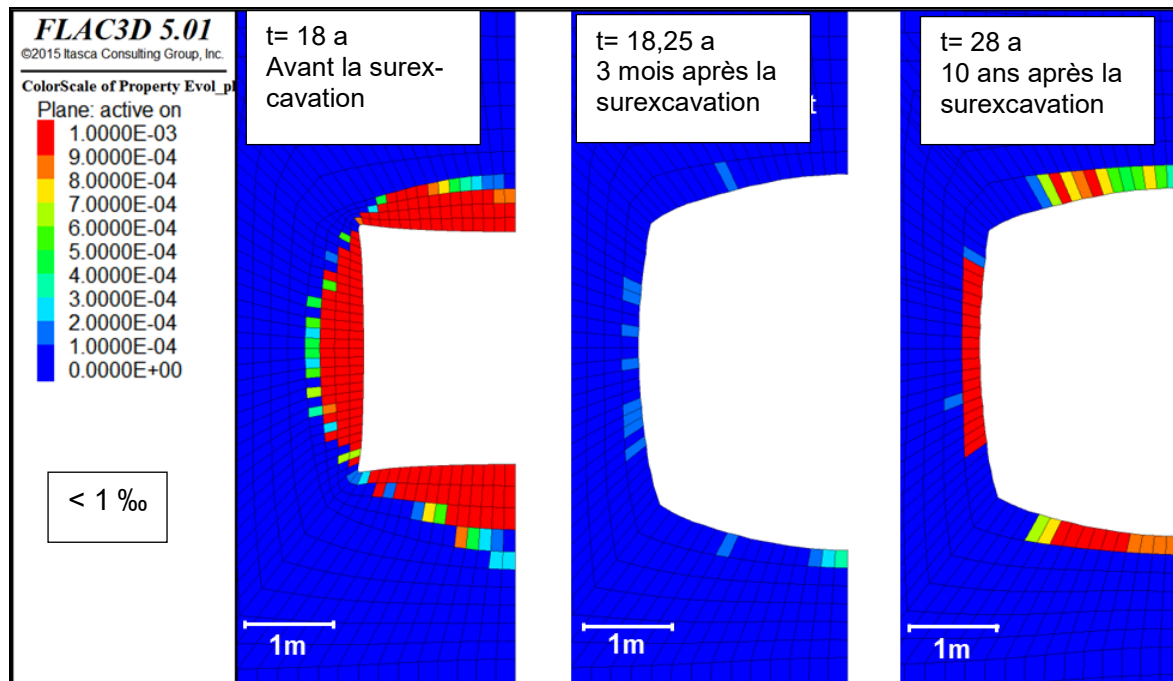 FLAC3D 5.01
©2015 Itasca Consulting Group, Inc.
ColorScale of Property Evol_pl
Plane: active on
1.0000E-03
9.0000E-04
8.0000E-04
7.0000E-04
6.0000E-04
5.0000E-04
4.0000E-04
3.0000E-04
2.0000E-04
1.0000E-04
0.0000E+00
< 1 ‰
t= 18 a
Avant la surex-
cavation
1m
t= 18,25 a
3 mois après la
surexcavation
t
1m
t= 28 a
10 ans après la
surexcavation
1m